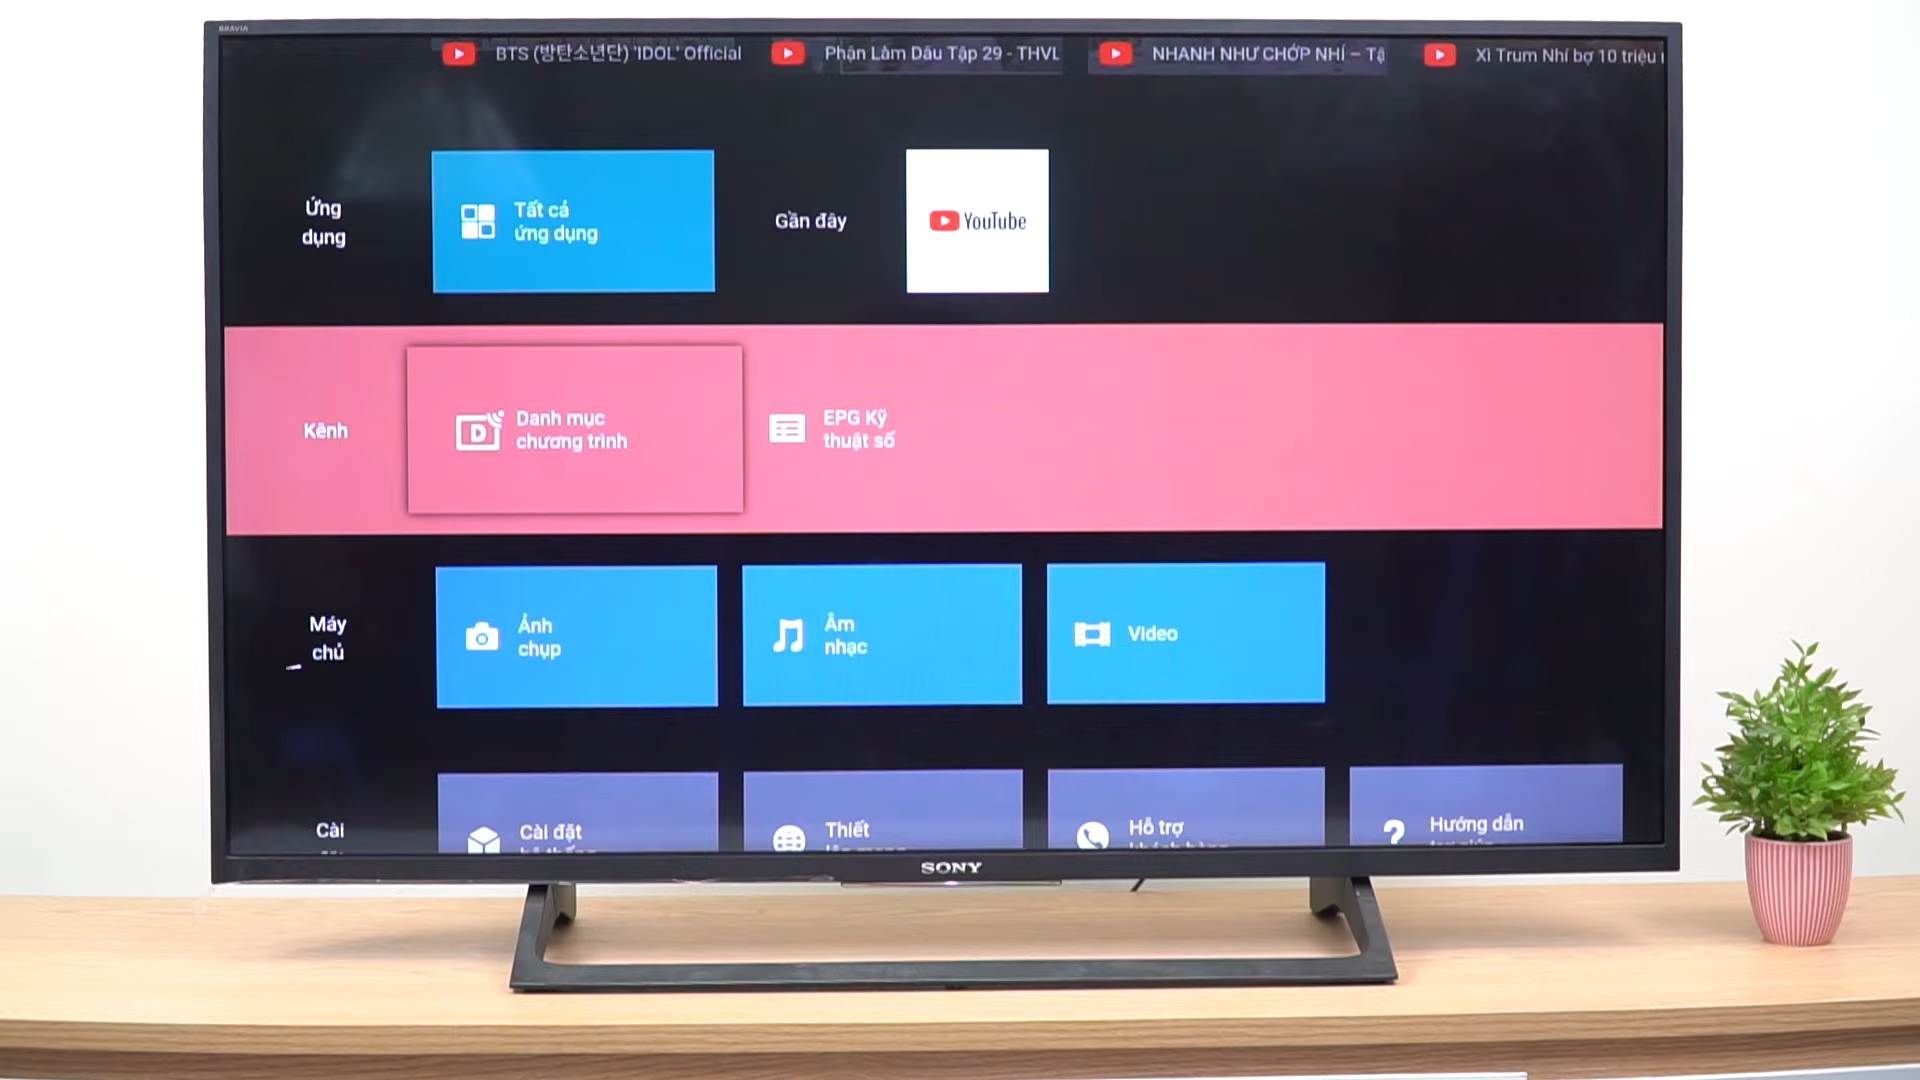 BRAVIA
BTS (방탄소년단) 'IDOL' Official
Phận Làm Dâu Tập 29 - THVL
NHANH NHƯ CHỚP NHÍ – Tậ
Xì Trum Nhí bợ 10 triệu
Ứng
dụng
Tất cả
ứng dụng
Gần đây
YouTube
Kênh
Danh mục
chương trình
EPG Kỹ
thuật số
Máy
chủ
Ảnh
chụp
Âm
nhạc
Video
Cài
Cài đặt
Thiết
Hỗ trợ
Hướng dẫn
SONY